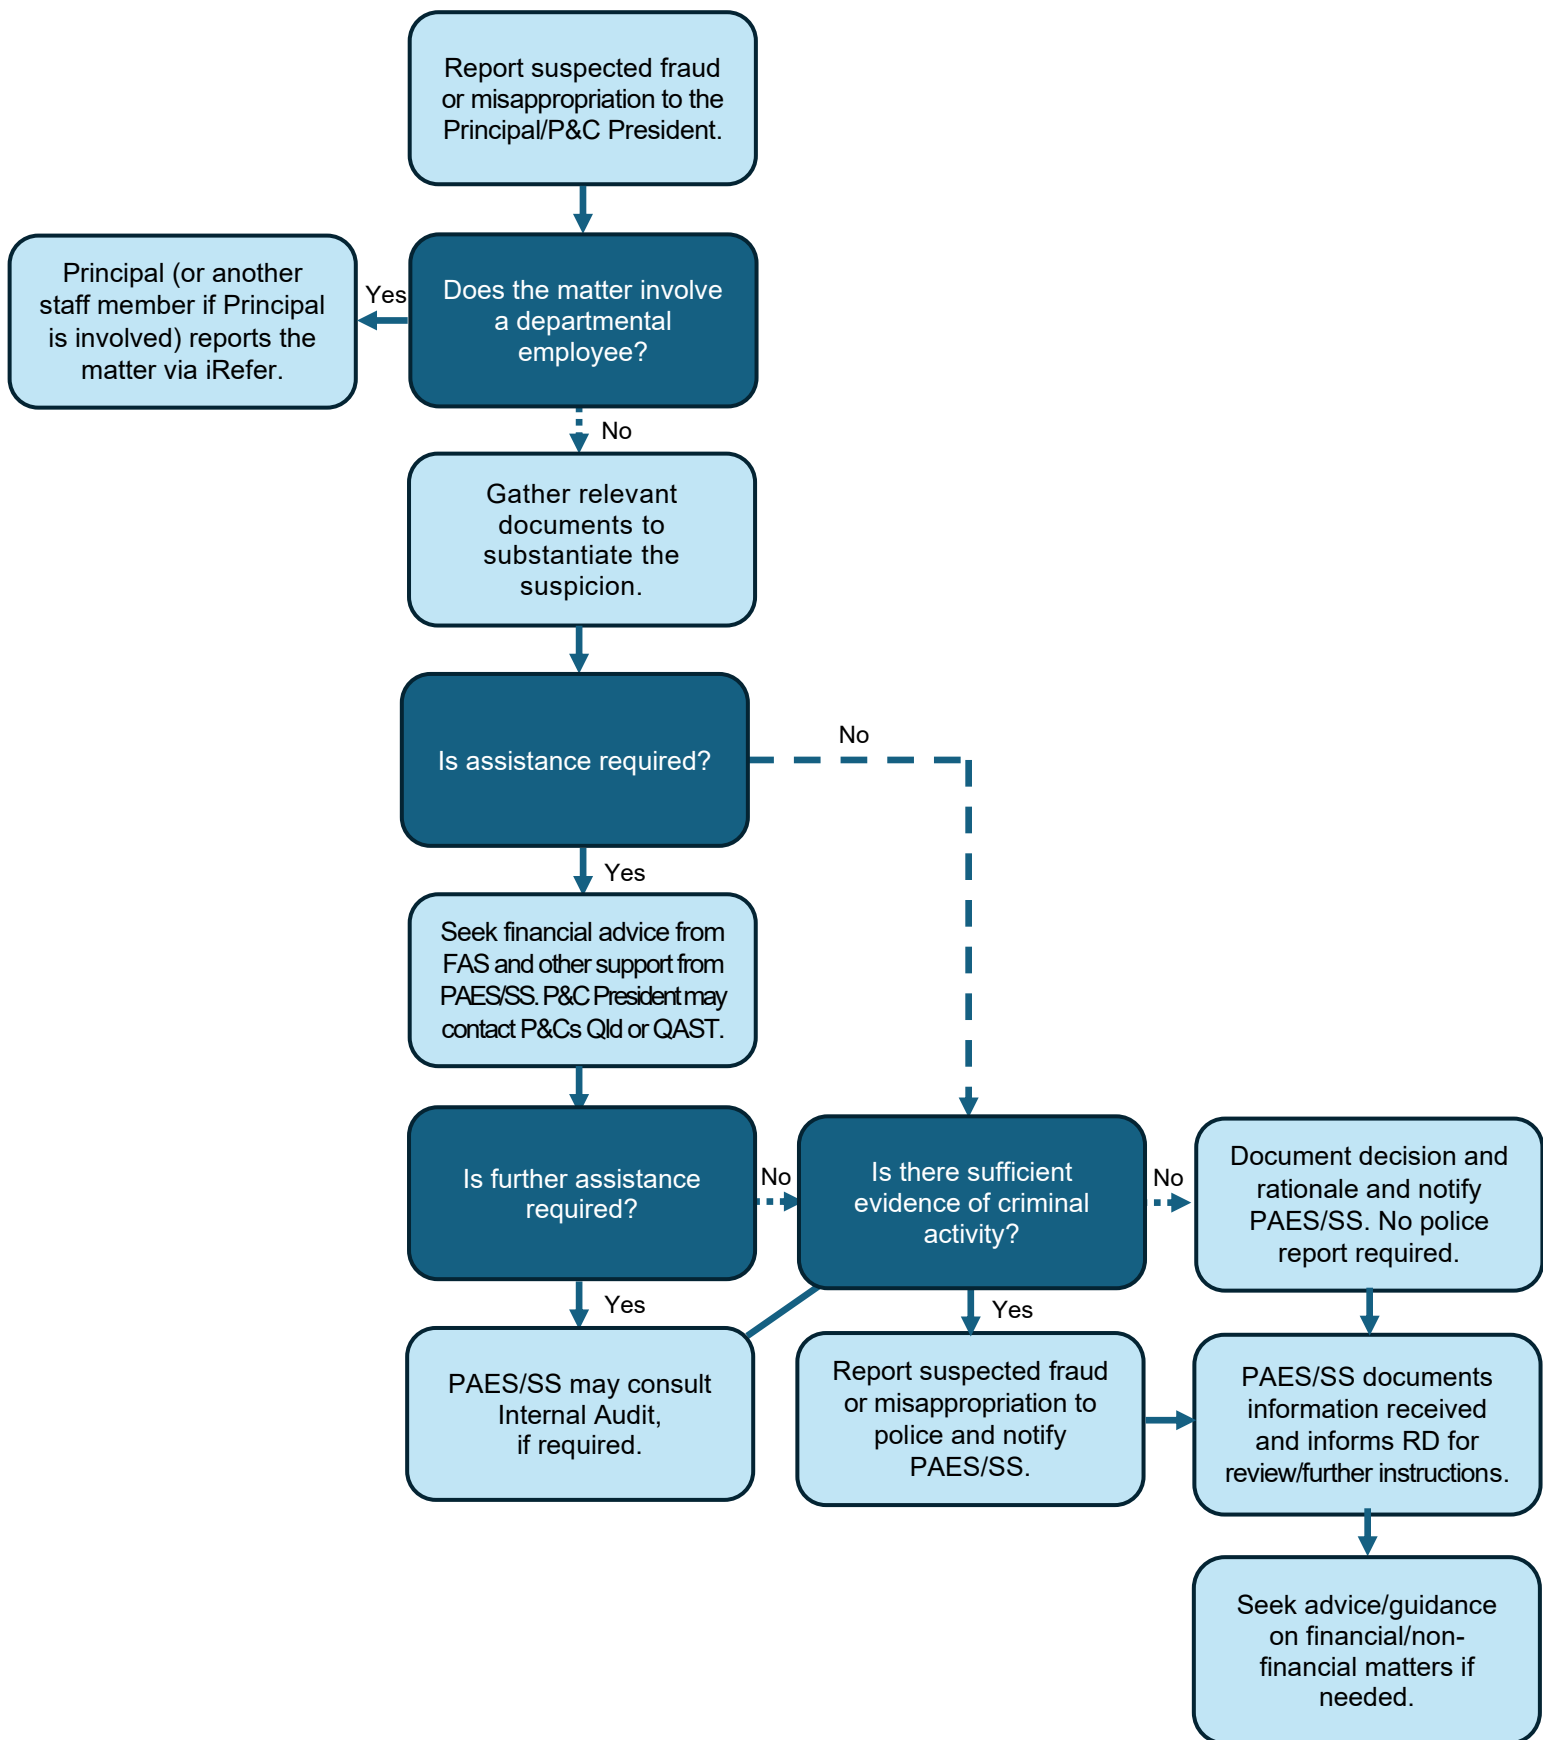 Report suspected fraud
or misappropriation to the
Principal/P&C President.
Principal (or another
staff member if Principal
is involved) reports the
matter via iRefer.
Yes
Does the matter involve
a departmental
employee?
No
Gather relevant
documents to
substantiate the
suspicion.
Is assistance required?
No
Yes
Seek financial advice from
FAS and other support from
PAES/SS. P&C President may
contact P&Cs Qld or QAST.
Is further assistance
required?
No
Is there sufficient
evidence of criminal
activity?
No
Document decision and
rationale and notify
PAES/SS. No police
report required.
Yes
Yes
PAES/SS may consult
Internal Audit,
if required.
Report suspected fraud
or misappropriation to
police and notify
PAES/SS.
PAES/SS documents
information received
and informs RD for
review/further instructions.
Seek advice/guidance
on financial/non-
financial matters if
needed.